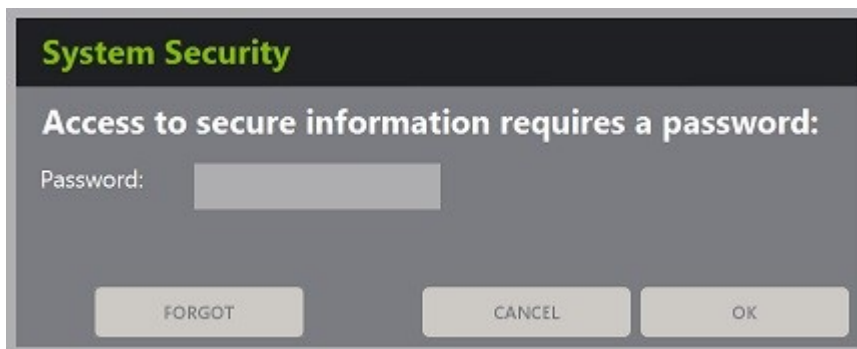 System Security
Access to secure information requires a password:
Password:
FORGOT CANCEL OK